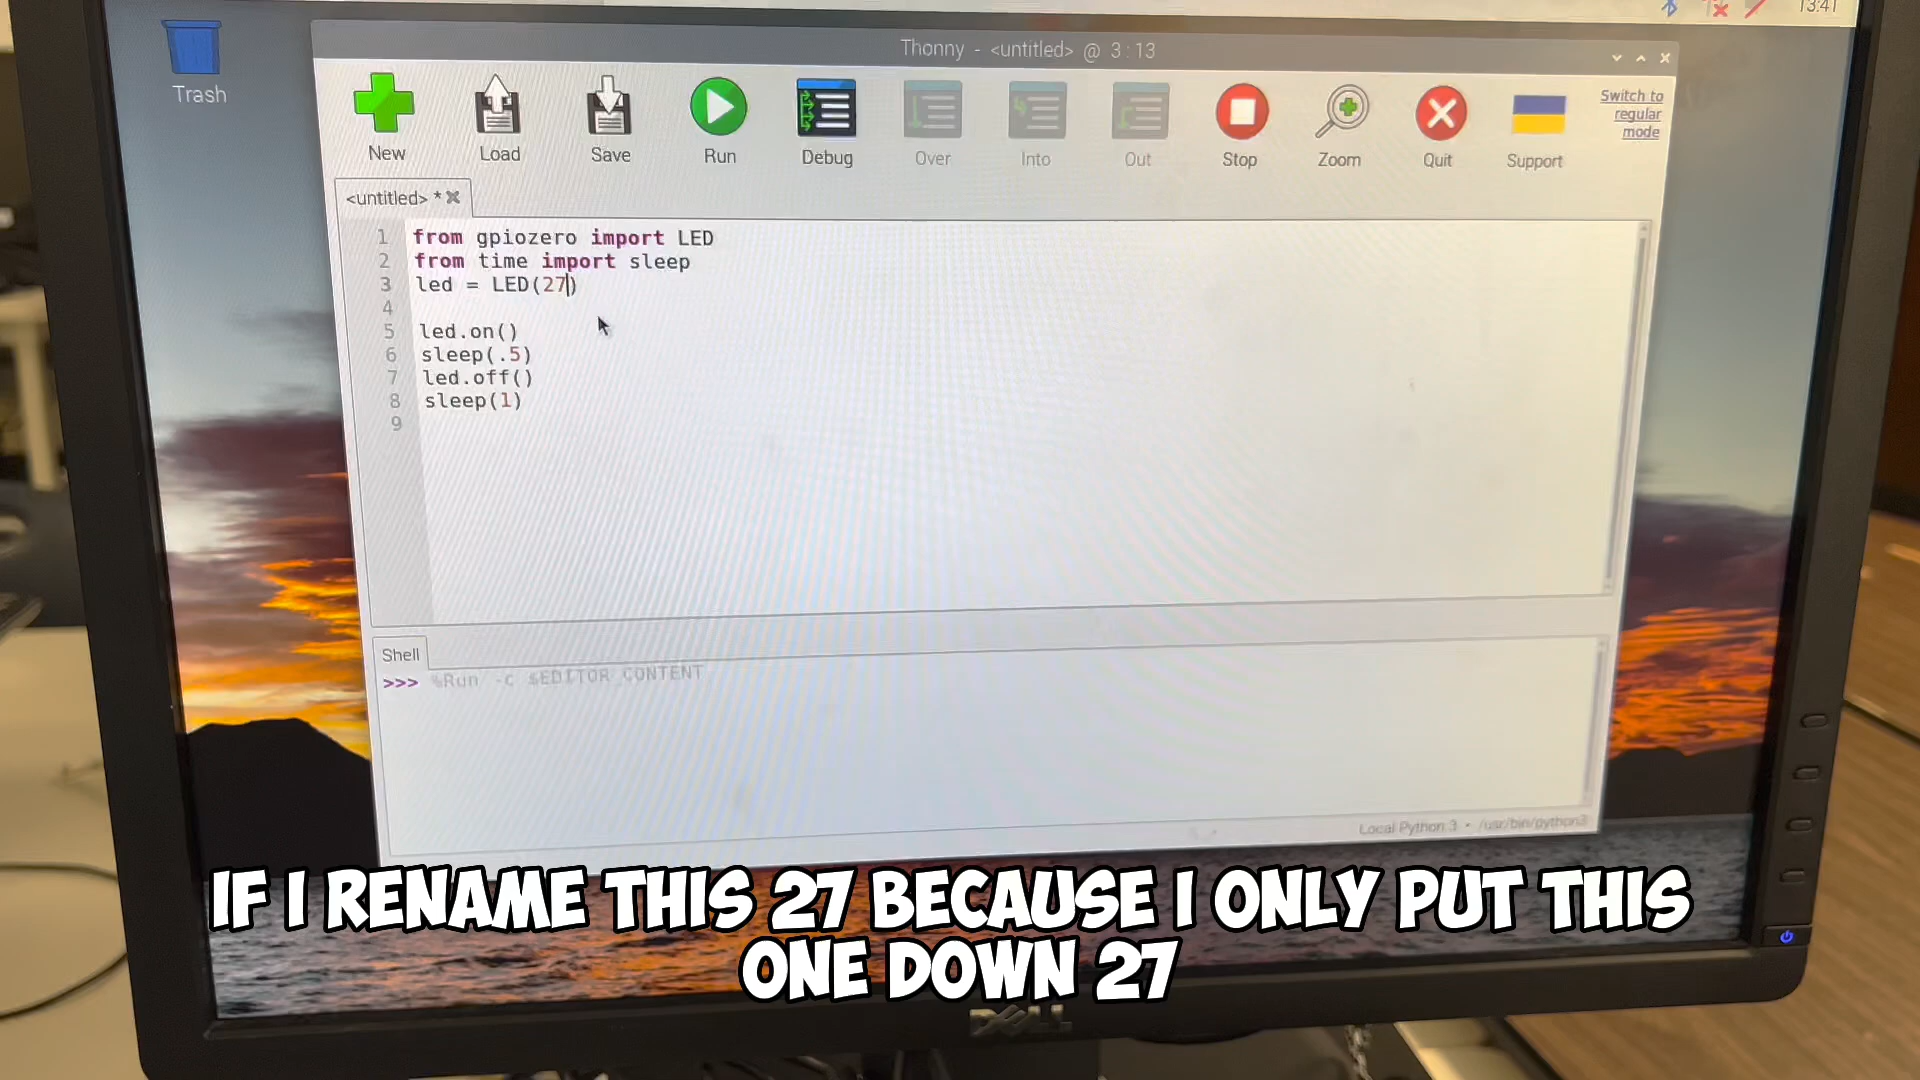 13:41
Trash
Thonny - <untitled> @ 3:13
New
Load
Save
Run
Debug
Over
Into
Out
Stop
Zoom
Quit
Support
Switch to
regular
mode
<untitled> *
1 from gpiozero import LED
2 from time import sleep
3 led = LED(27)
4
5 led.on()
6 sleep(.5)
7 led.off()
8 sleep(1)
9
Shell
>>> %Run -c $EDITOR_CONTENT
Local Python 3 • /usr/bin/python3
IF I RENAME THIS 27 BECAUSE I ONLY PUT THIS
ONE DOWN 27
DELL